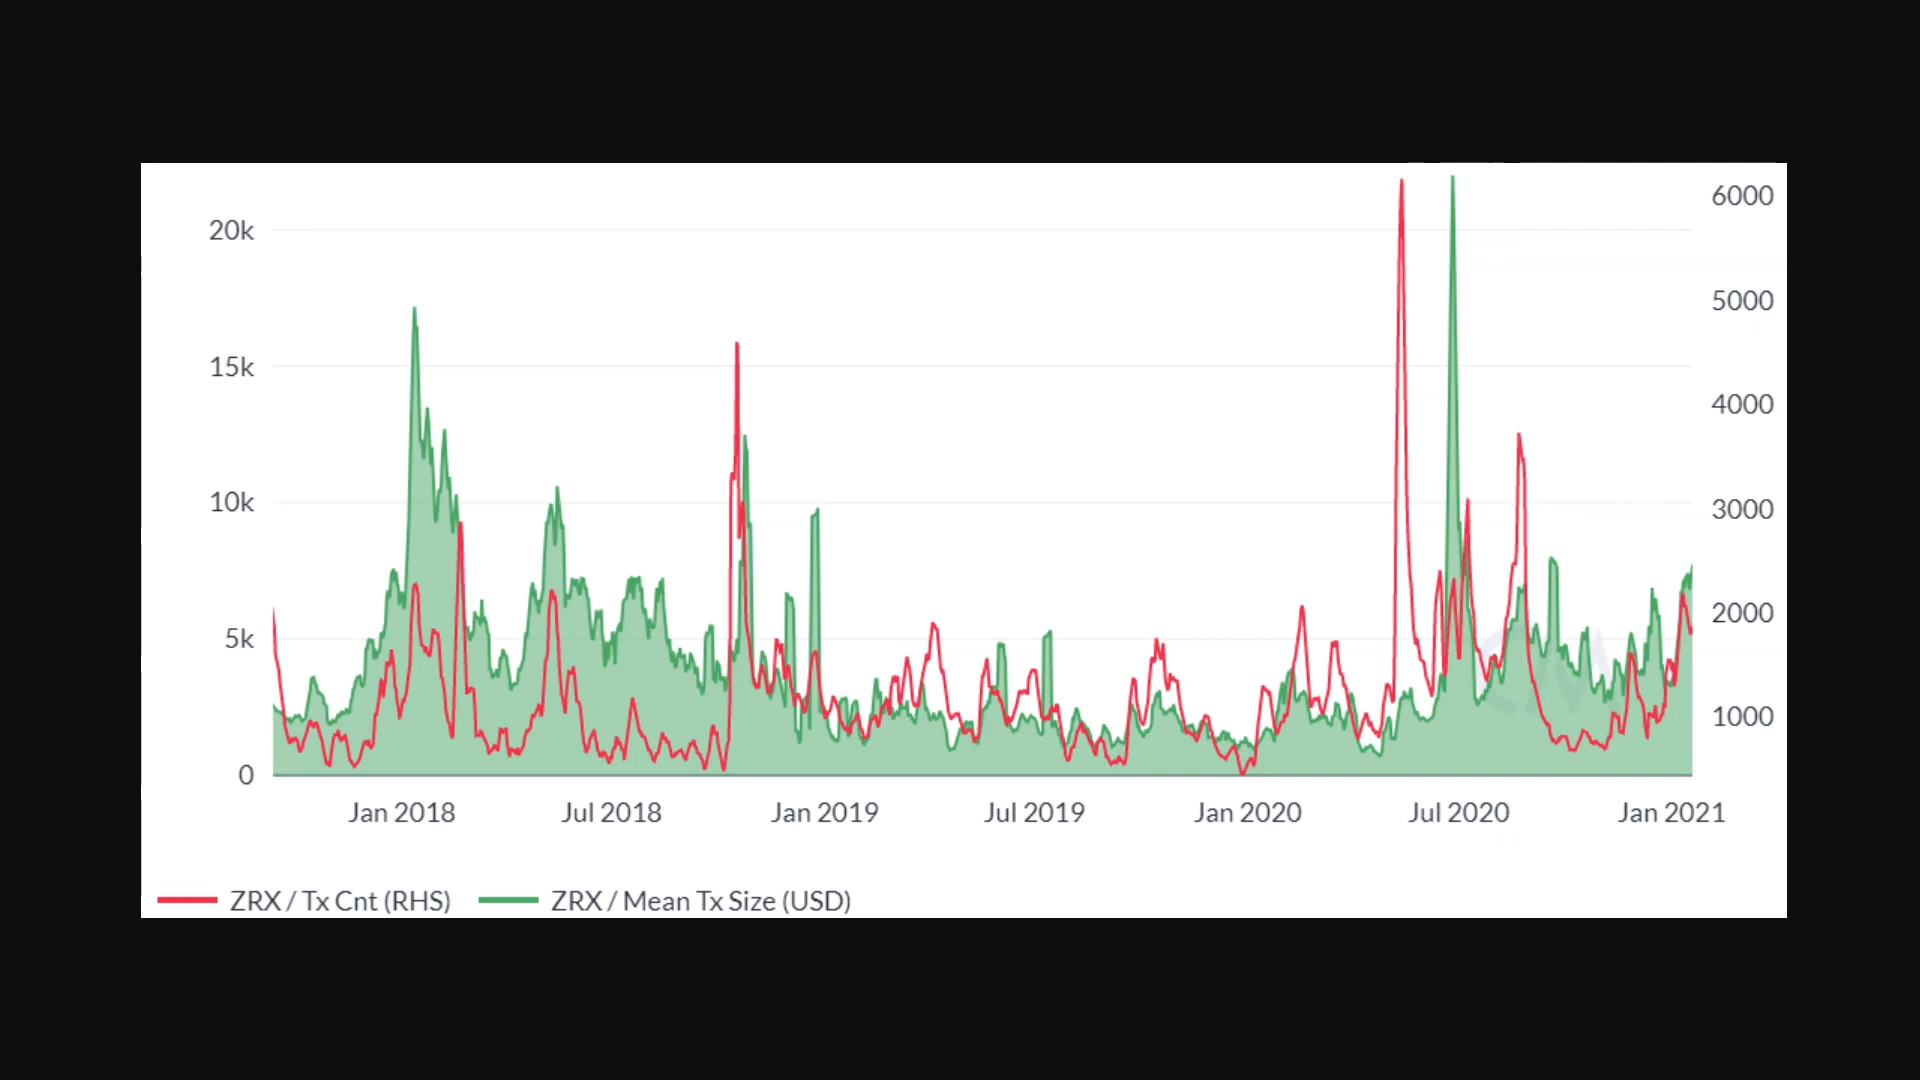 20k
15k
10k
5k
0
6000
5000
4000
3000
2000
1000
Jan 2018 Jul 2018 Jan 2019 Jul 2019 Jan 2020 Jul 2020 Jan 2021
ZRX / Tx Cnt (RHS) ZRX / Mean Tx Size (USD)